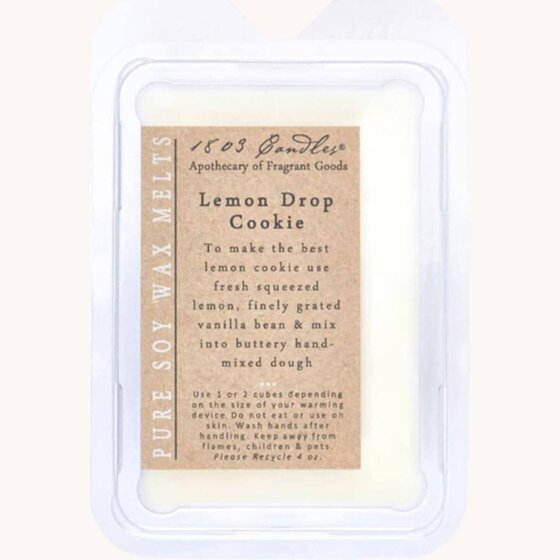 1803 Candles®
Apothecary of Fragrant Goods
Lemon Drop
Cookie
To make the best
lemon cookie use
fresh squeezed
lemon, finely grated
vanilla bean & mix
into buttery hand-
mixed dough
***
Use 1 or 2 cubes depending
on the size of your warming
device. Do not eat or use on
skin. Wash hands after
handling. Keep away from
flames, children & pets.
Please Recycle 4 oz.
PURE SOY WAX MELTS